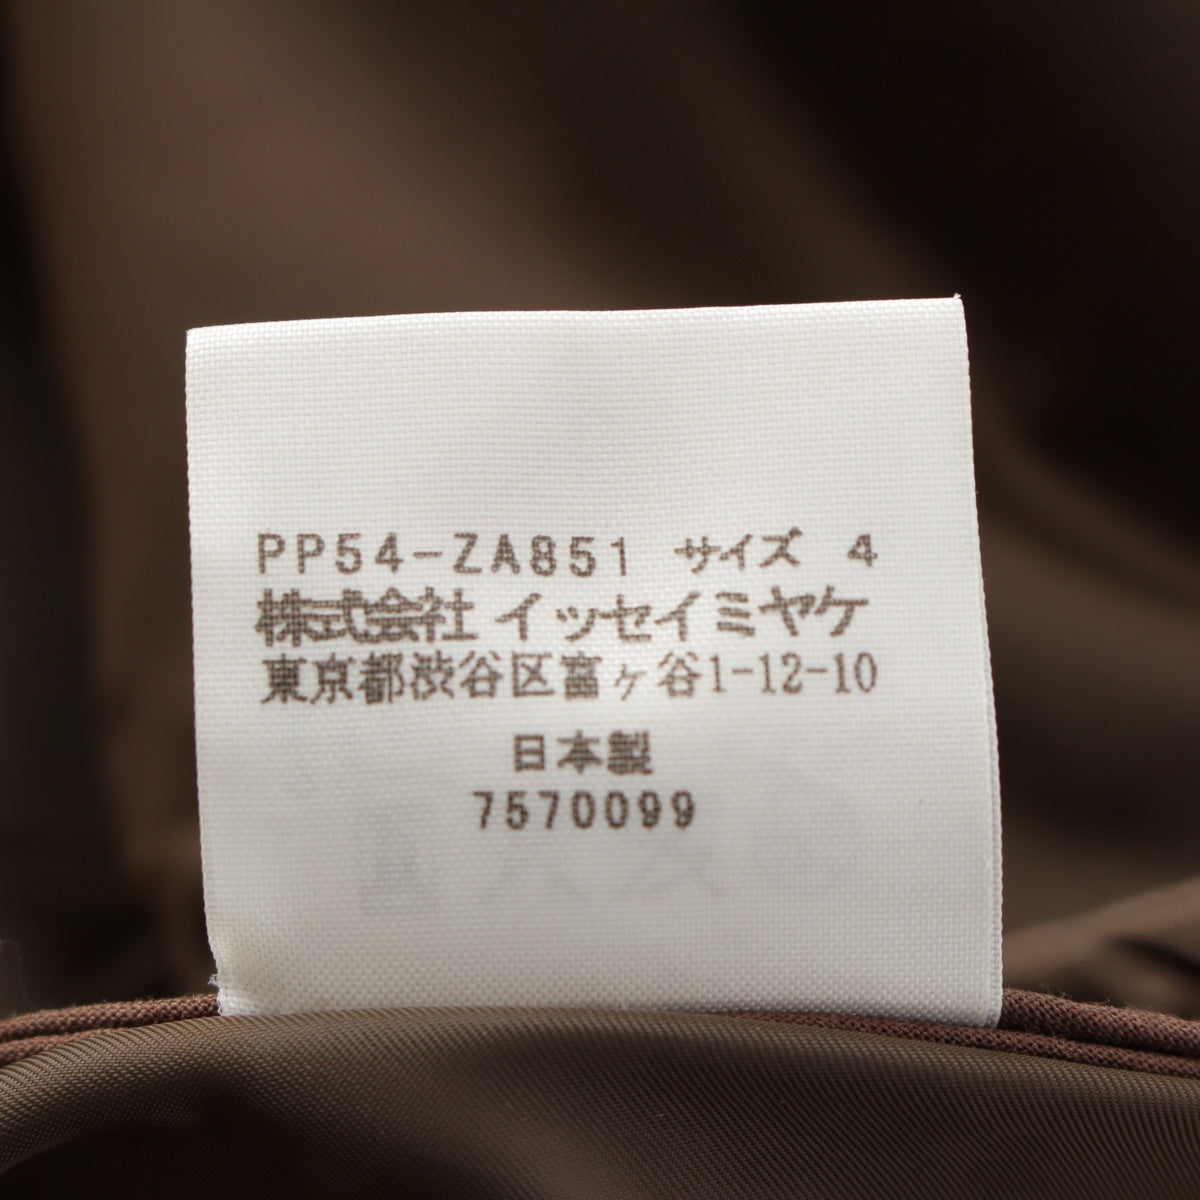 PP54-ZA851 サイズ 4
株式会社 イッセイミヤケ
東京都渋谷区富ヶ谷1-12-10
日本製
7570099